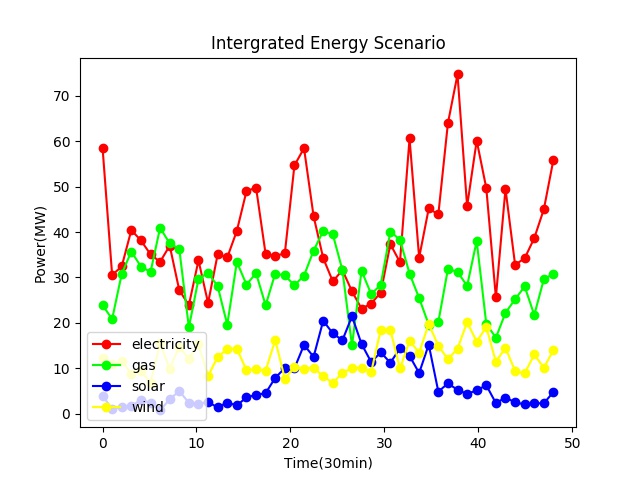 Intergrated Energy Scenario
Power(MW)
70
60
50
40
30
20
10
0
electricity
gas
solar
wind
0 10 20 30 40 50
Time(30min)